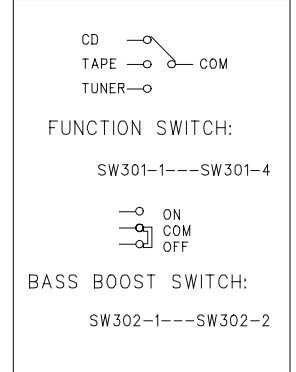 CD
TAPE COM
TUNER
FUNCTION SWITCH:
SW301-1---SW301-4
ON
COM
OFF
BASS BOOST SWITCH:
SW302-1---SW302-2